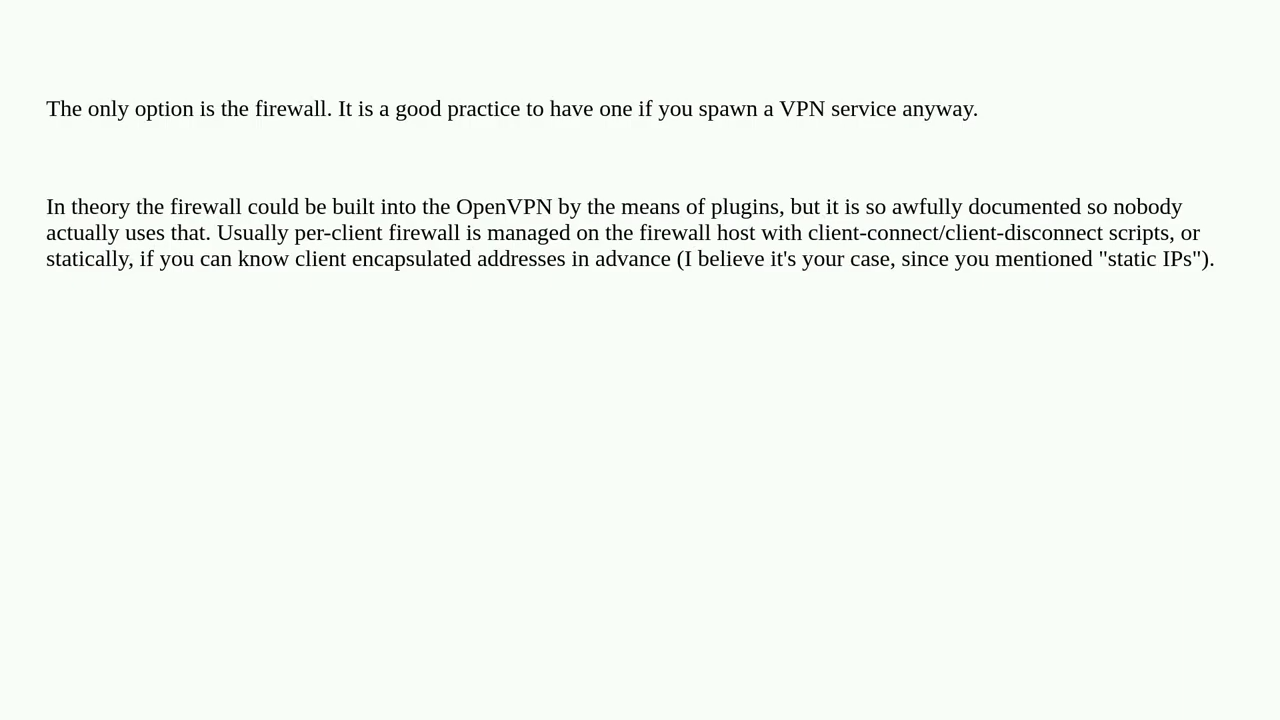 The only option is the firewall. It is a good practice to have one if you spawn a VPN service anyway.
In theory the firewall could be built into the OpenVPN by the means of plugins, but it is so awfully documented so nobody
actually uses that. Usually per-client firewall is managed on the firewall host with client-connect/client-disconnect scripts, or
statically, if you can know client encapsulated addresses in advance (I believe it's your case, since you mentioned "static IPs").